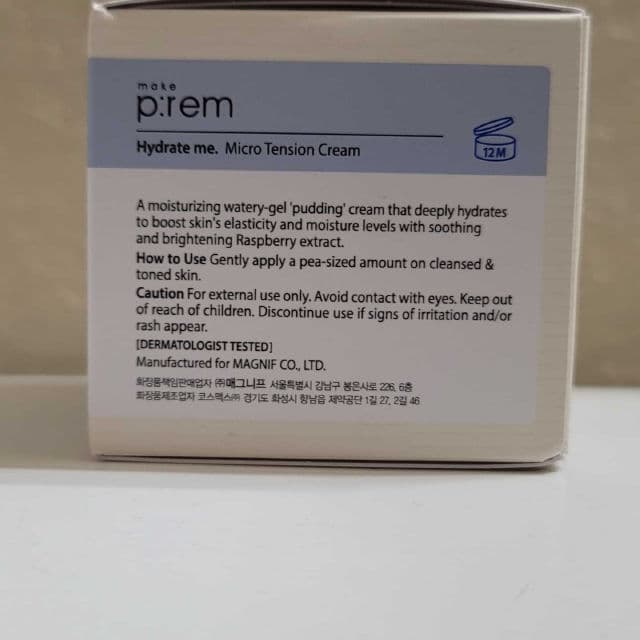 make
p:rem
Hydrate me. Micro Tension Cream
12M
A moisturizing watery-gel 'pudding' cream that deeply hydrates
to boost skin's elasticity and moisture levels with soothing
and brightening Raspberry extract.
How to Use Gently apply a pea-sized amount on cleansed &
toned skin.
Caution For external use only. Avoid contact with eyes. Keep out
of reach of children. Discontinue use if signs of irritation and/or
rash appear.
[DERMATOLOGIST TESTED]
Manufactured for MAGNIF CO., LTD.
화장품책임판매업자 ㈜매그니프 서울특별시 강남구 봉은사로 226, 6층
화장품제조업자 코스맥스㈜ 경기도 화성시 향남읍 제약공단 1길 27, 2길 46